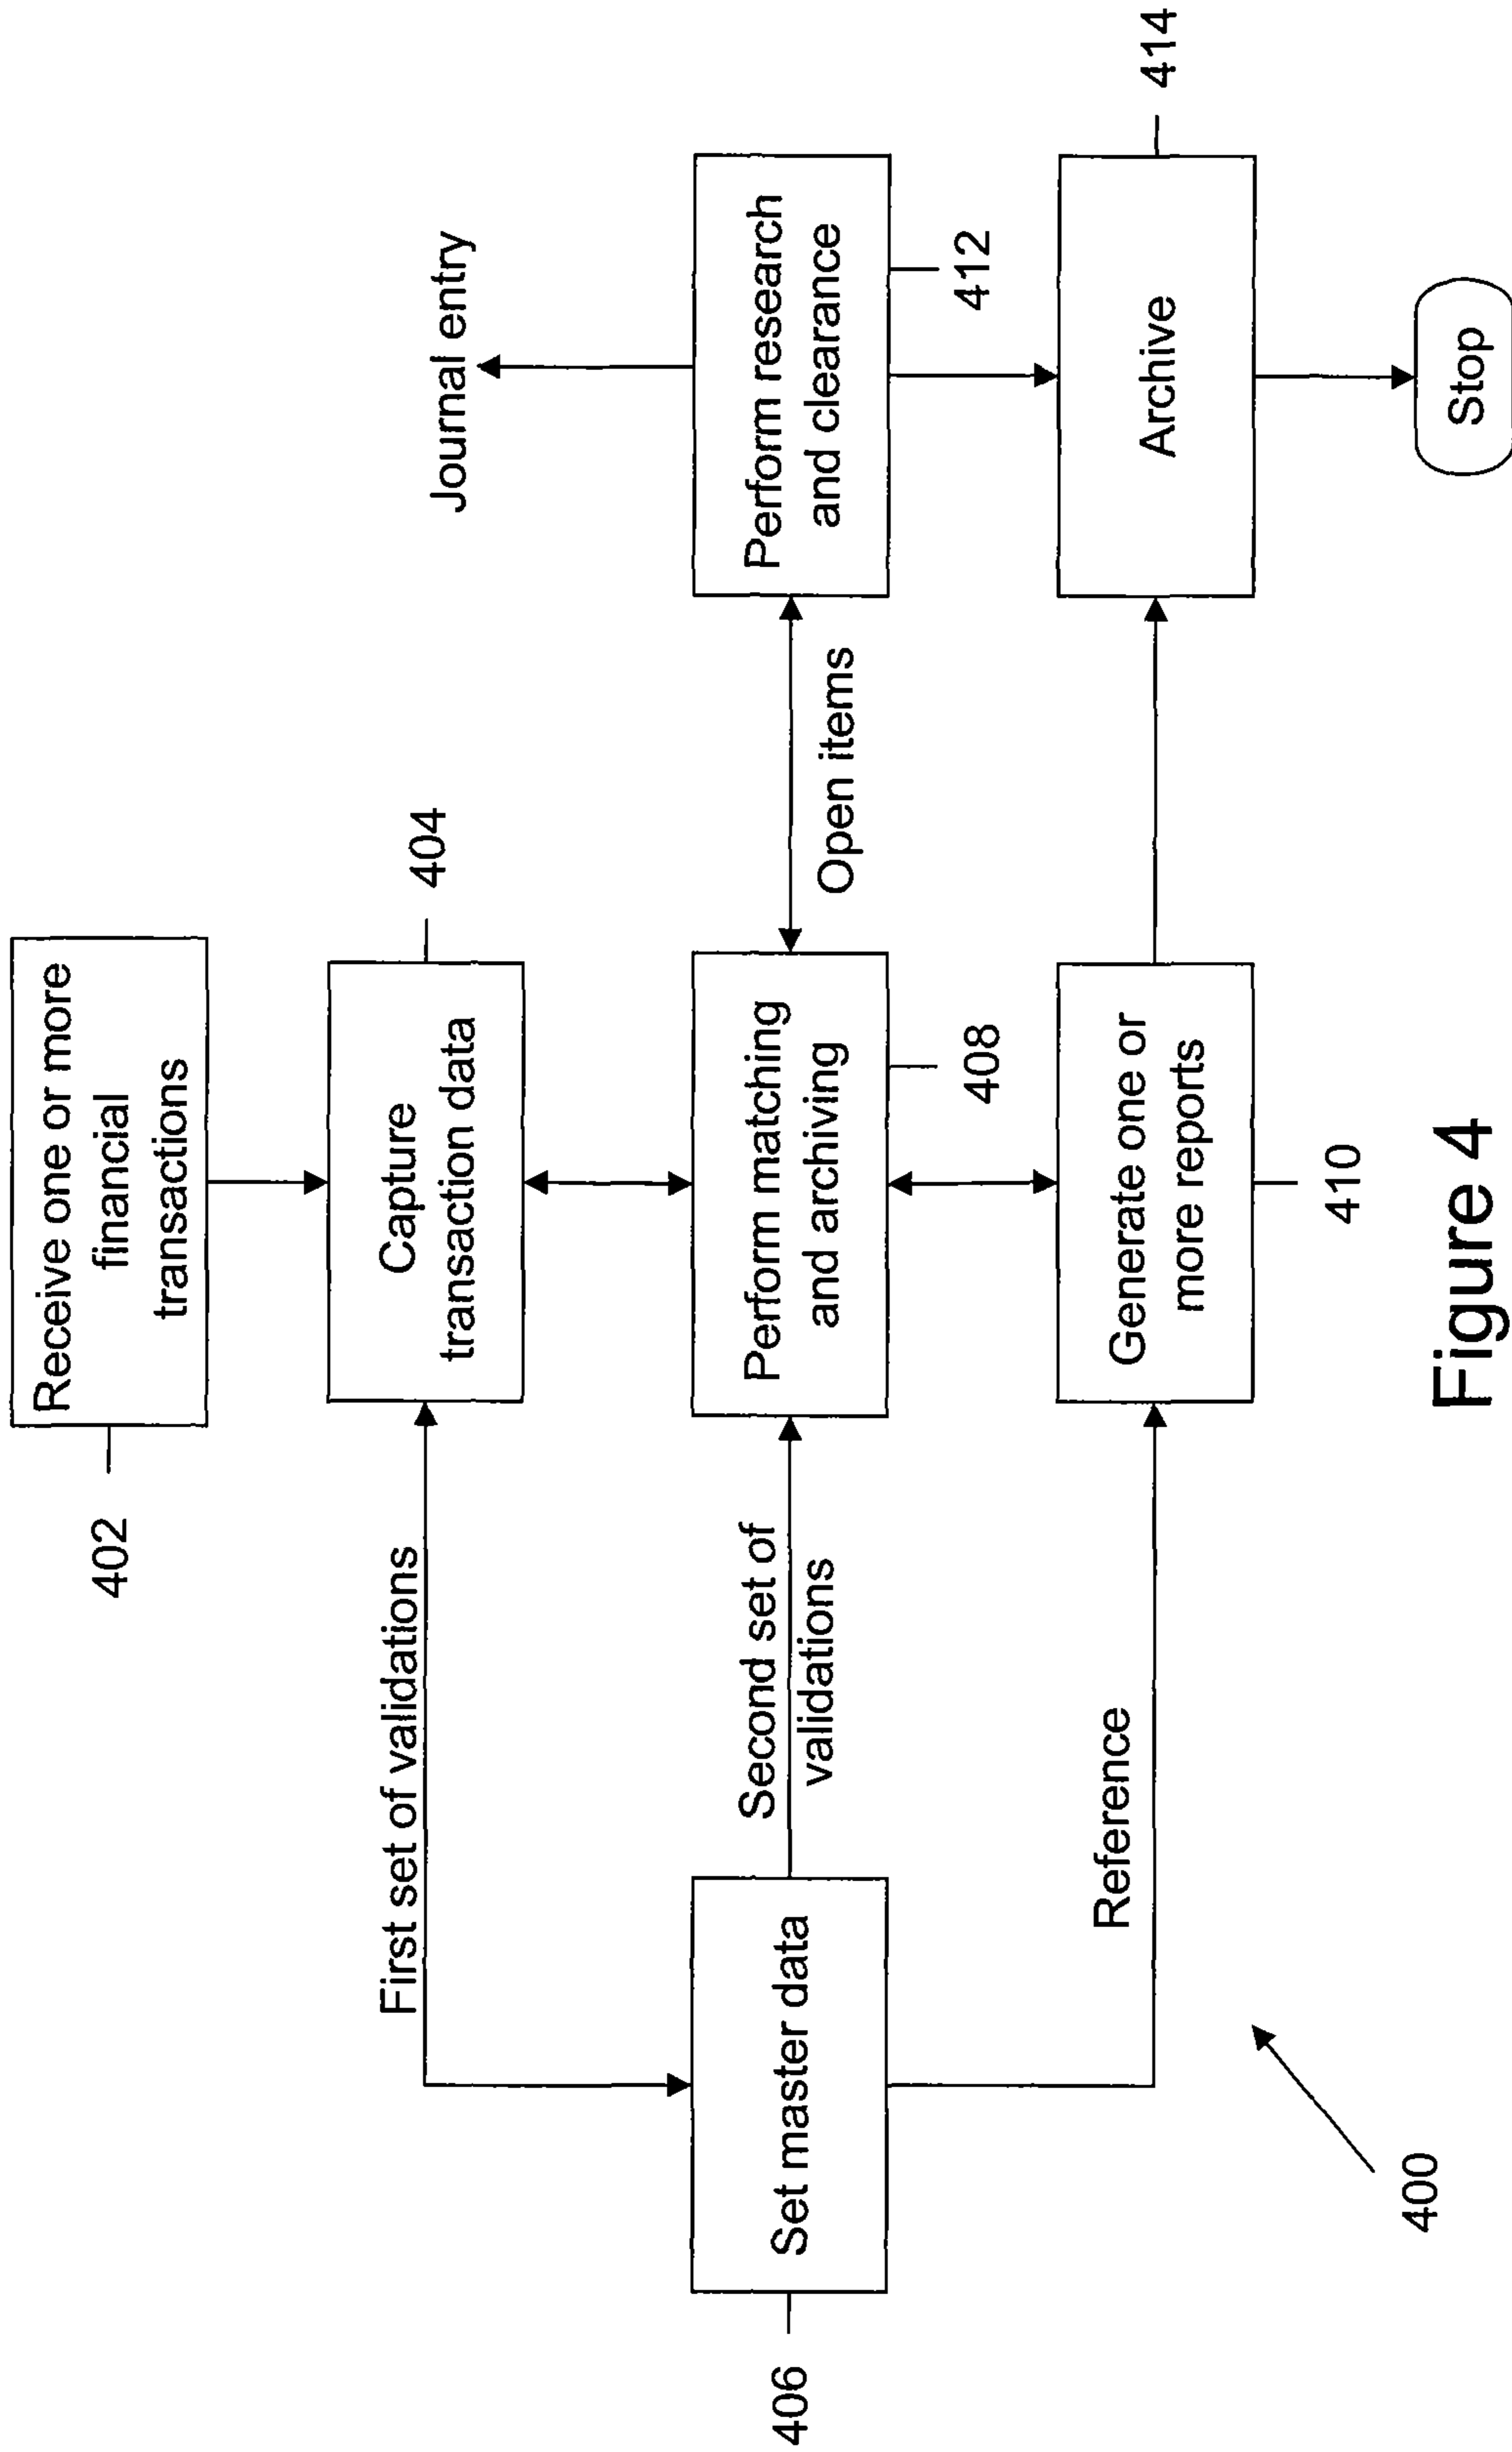 Receive one or more
financial
transactions
402
Capture
transaction data
404
First set of validations
Journal entry
Set master data
406
Second set of
validations
Perform matching
and archiving
408
Open items
Perform research
and clearance
412
Reference
Generate one or
more reports
410
Archive
414
Stop
400
Figure 4